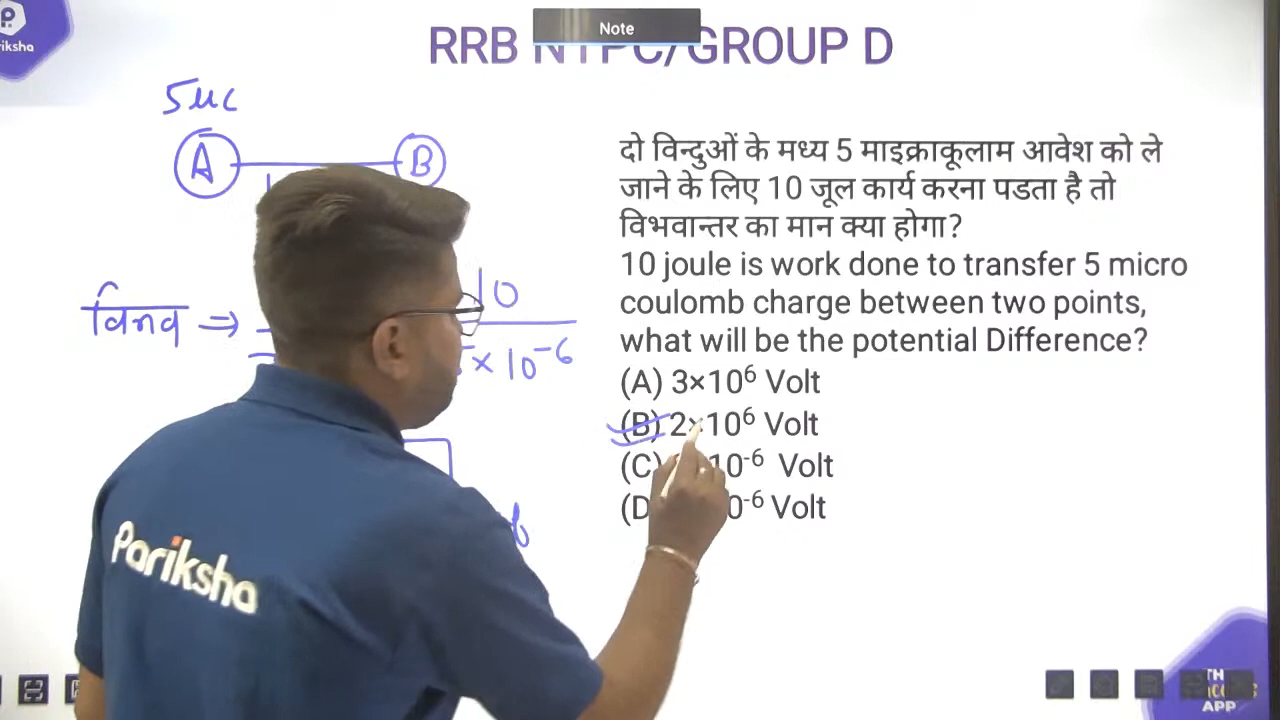 Note
RRB NTPC/GROUP D
5μc
A
B
दो विन्दुओं के मध्य 5 माइक्राकूलाम आवेश को ले
जाने के लिए 10 जूल कार्य करना पडता है तो
विभवान्तर का मान क्या होगा?
10 joule is work done to transfer 5 micro
coulomb charge between two points,
what will be the potential Difference?
(A) 3×10⁶ Volt
(B) 2×10⁶ Volt
(C) 10⁻⁶ Volt
(D 0⁻⁶ Volt
विभव ⇒
10
× 10⁻⁶
Pariksha
APP